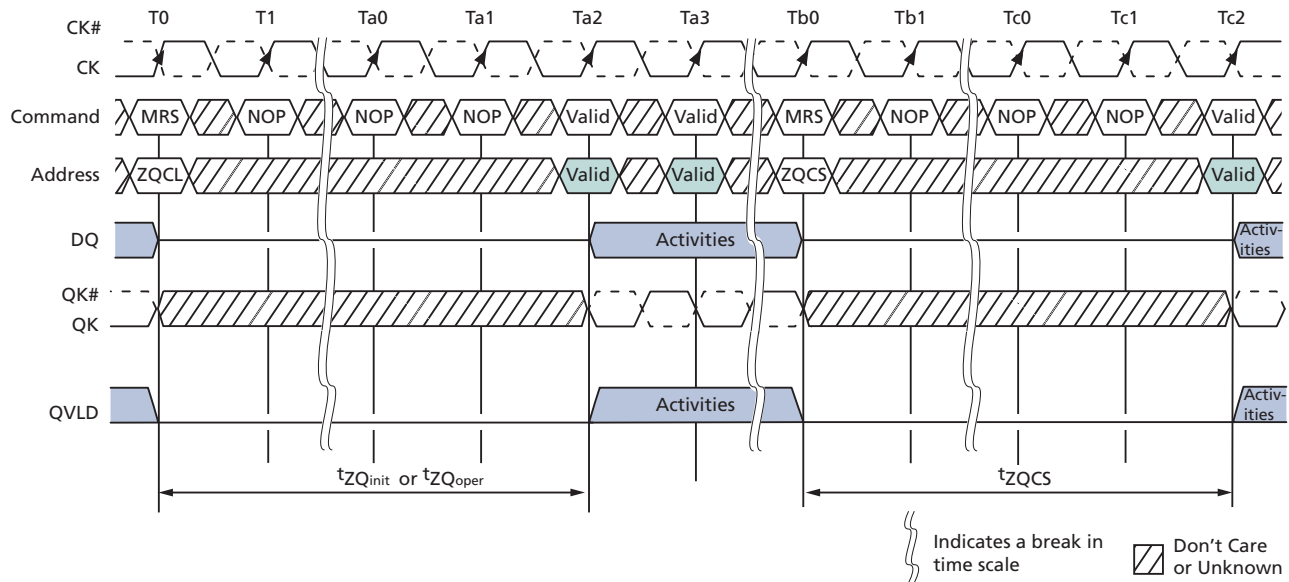 T0 T1 Ta0 Ta1 Ta2 Ta3 Tb0 Tb1 Tc0 Tc1 Tc2
CK#
CK
Command MRS NOP NOP NOP Valid Valid MRS NOP NOP NOP Valid
Address ZQCL Valid Valid ZQCS Valid
DQ Activities Activ-
ities
QK#
QK
QVLD Activities Activ-
ities
tZQinit or tZQoper tZQCS
Indicates a break in
time scale
Don't Care
or Unknown